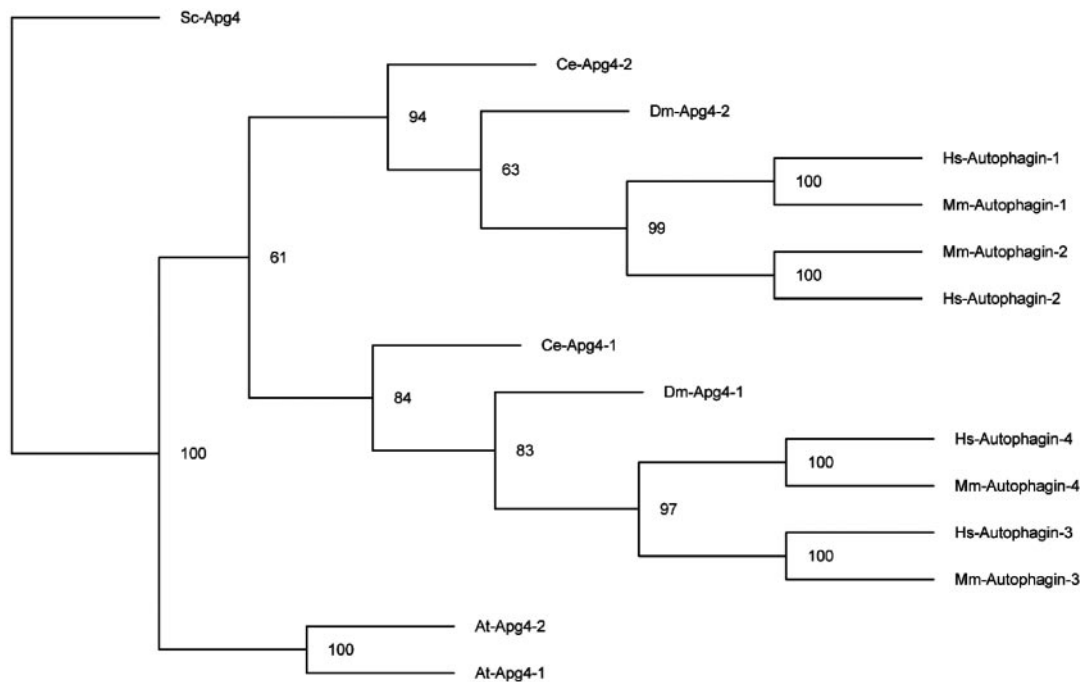 Sc-Apg4
Ce-Apg4-2
94
Dm-Apg4-2
63
Hs-Autophagin-1
100
Mm-Autophagin-1
99
Mm-Autophagin-2
61
100
Hs-Autophagin-2
Ce-Apg4-1
84
Dm-Apg4-1
100
83
Hs-Autophagin-4
100
Mm-Autophagin-4
97
Hs-Autophagin-3
100
Mm-Autophagin-3
At-Apg4-2
100
At-Apg4-1